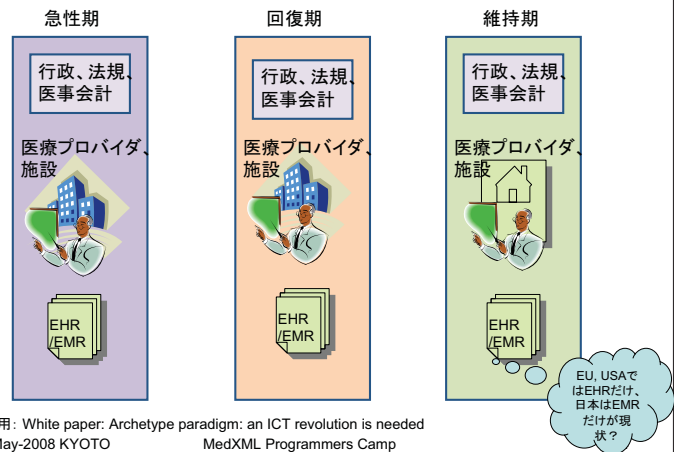 急性期
回復期
維持期
行政、法規、
医事会計
医療プロバイダ、
施設
EHR
/EMR
行政、法規、
医事会計
医療プロバイダ、
施設
EHR
/EMR
行政、法規、
医事会計
医療プロバイダ、
施設
EHR
/EMR
EU, USAで
はEHRだけ、
日本はEMR
だけが現
状？
用: White paper: Archetype paradigm: an ICT revolution is needed
May-2008 KYOTO
MedXML Programmers Camp